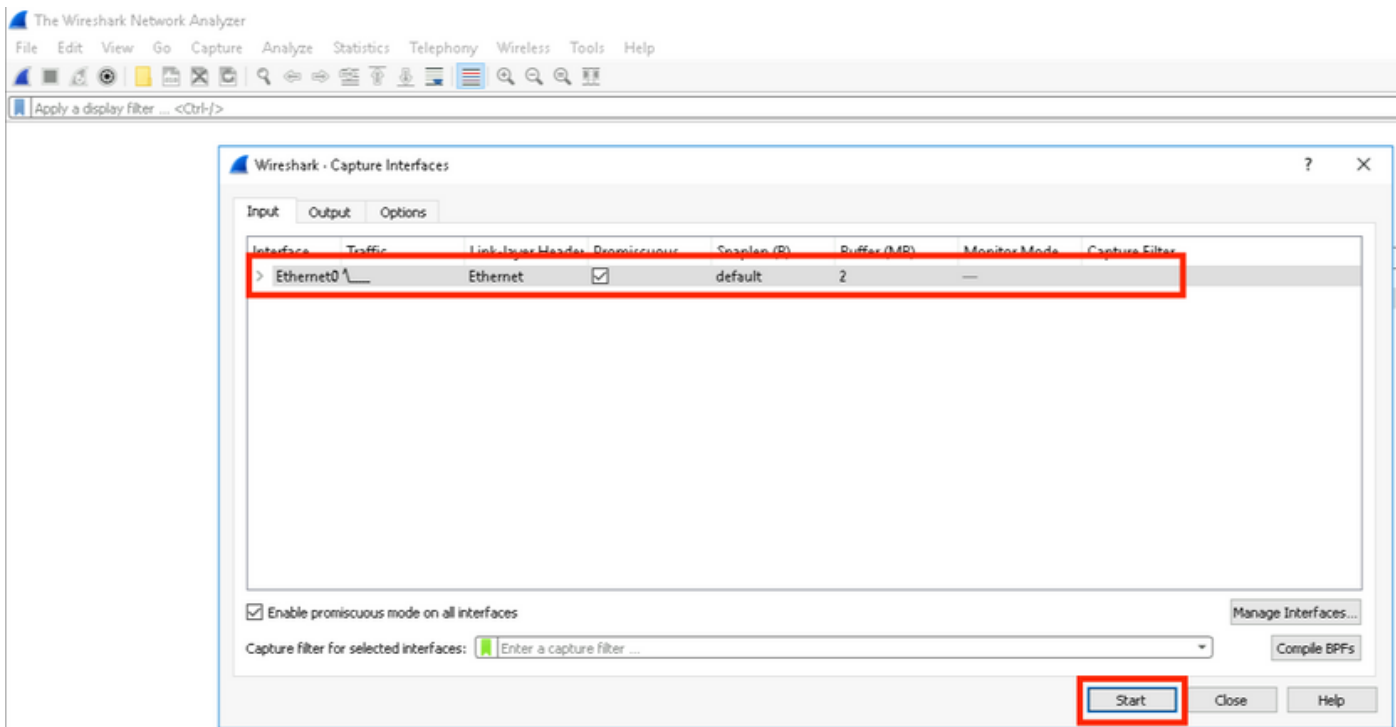 The Wireshark Network Analyzer
File Edit View Go Capture Analyze Statistics Telephony Wireless Tools Help
Apply a display filter ... <Ctrl-/>
Wireshark · Capture Interfaces ? ×
Input Output Options
Interface Traffic Link-layer Header Promiscuous Snaplen (B) Buffer (MB) Monitor Mode Capture Filter
Ethernet0 Ethernet default 2 —
Enable promiscuous mode on all interfaces Manage Interfaces...
Capture filter for selected interfaces: Enter a capture filter ... Compile BPFs
Start Close Help